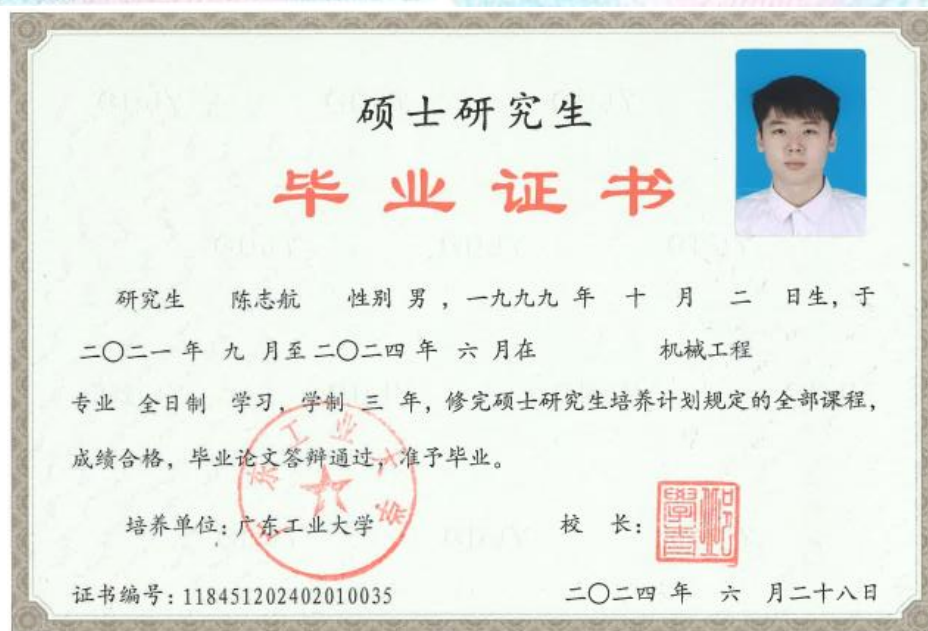 硕士研究生
毕业证书
研究生 陈志航 性别 男 ，一九九九 年 十 月 二 日生，于
二〇二一 年 九 月至 二〇二四 年 六 月在 机械工程
专业 全日制 学习，学制 三 年，修完硕士研究生培养计划规定的全部课程，
成绩合格，毕业论文答辩通过，准予毕业。
广东工业大学
培养单位：广东工业大学 校 长：
证书编号：118451202402010035 二〇二四 年 六 月二十八日